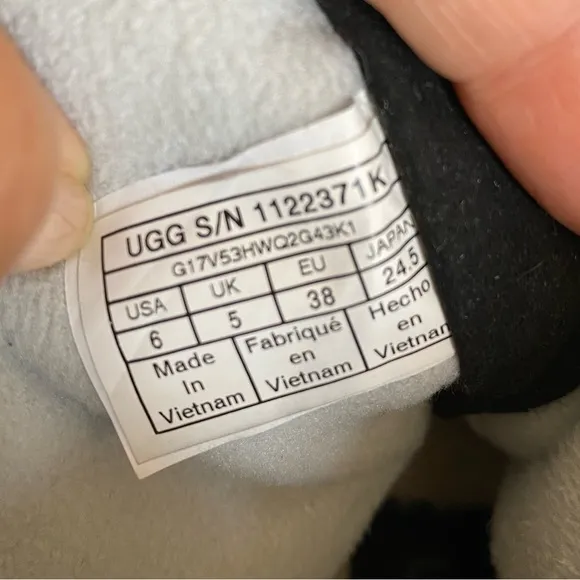 UGG S/N 1122371 K
G17V53HWQ2G43K1
USA UK EU JAPAN
6 5 38 24.5
Made In Vietnam
Fabriqué en Vietnam
Hecho en Vietnam